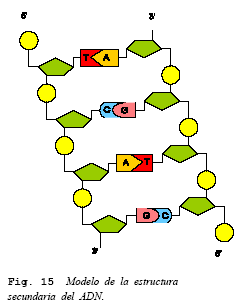 5' 3'
T A
C G
A T
G C
3' 5'
Fig. 15 Modelo de la estructura
secundaria del ADN.